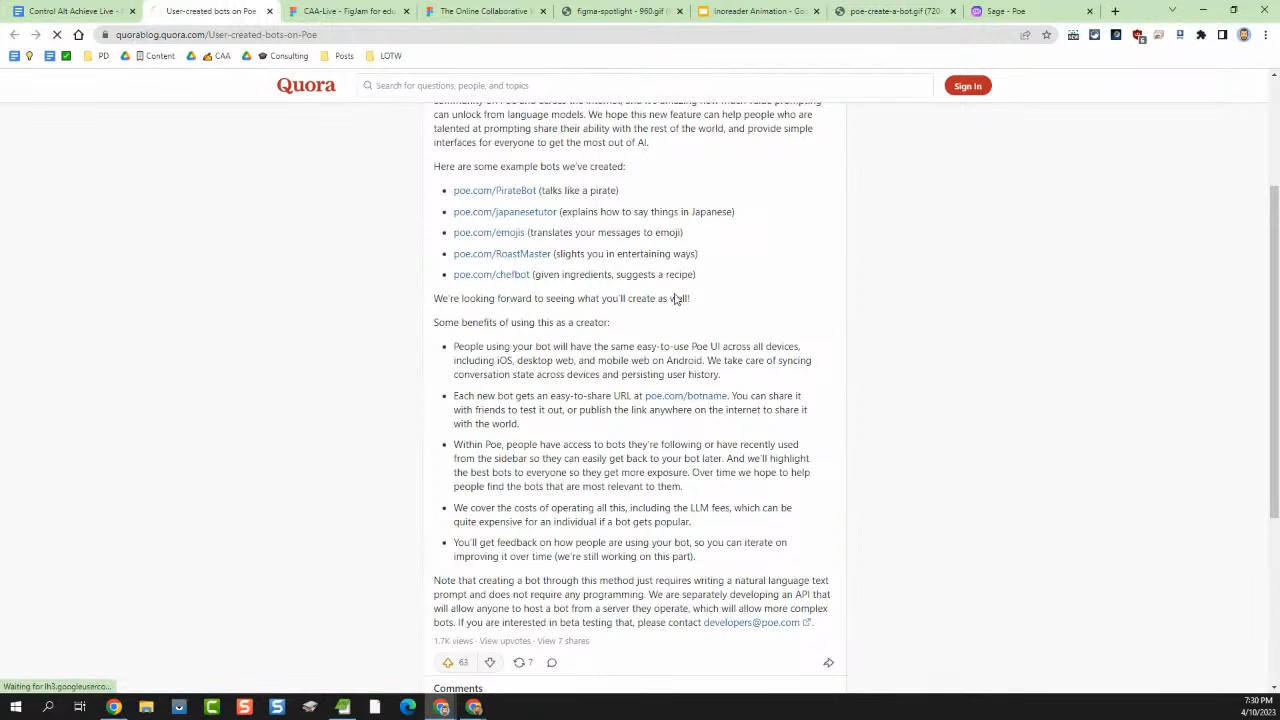 Control Alt Achieve Live -
User-created bots on Poe
CAA-Live - FigJam for edu
The Online Collaborative
figma-spotlight - 960.gif (
Inoreader Animation - Go
poe-create-a-bot.gif (720
Sage - Poe
quorablog.quora.com/User-created-bots-on-Poe
PD
Content
CAA
Consulting
Posts
LOTW
Quora
Search for questions, people, and topics
Sign In
community on Poe and across the internet, and it's amazing how much value prompting
can unlock from language models. We hope this new feature can help people who are
talented at prompting share their ability with the rest of the world, and provide simple
interfaces for everyone to get the most out of AI.
Here are some example bots we've created:
• poe.com/PirateBot (talks like a pirate)
• poe.com/japanesetutor (explains how to say things in Japanese)
• poe.com/emojis (translates your messages to emoji)
• poe.com/RoastMaster (slights you in entertaining ways)
• poe.com/chefbot (given ingredients, suggests a recipe)
We're looking forward to seeing what you'll create as well!
Some benefits of using this as a creator:
• People using your bot will have the same easy-to-use Poe UI across all devices,
including iOS, desktop web, and mobile web on Android. We take care of syncing
conversation state across devices and persisting user history.
• Each new bot gets an easy-to-share URL at poe.com/botname. You can share it
with friends to test it out, or publish the link anywhere on the internet to share it
with the world.
• Within Poe, people have access to bots they're following or have recently used
from the sidebar so they can easily get back to your bot later. And we'll highlight
the best bots to everyone so they get more exposure. Over time we hope to help
people find the bots that are most relevant to them.
• We cover the costs of operating all this, including the LLM fees, which can be
quite expensive for an individual if a bot gets popular.
• You'll get feedback on how people are using your bot, so you can iterate on
improving it over time (we're still working on this part).
Note that creating a bot through this method just requires writing a natural language text
prompt and does not require any programming. We are separately developing an API that
will allow anyone to host a bot from a server they operate, which will allow more complex
bots. If you are interested in beta testing that, please contact developers@poe.com.
1.7K views · View upvotes · View 7 shares
63
7
Comments
Waiting for lh3.googleuserco...
7:30 PM
4/10/2023